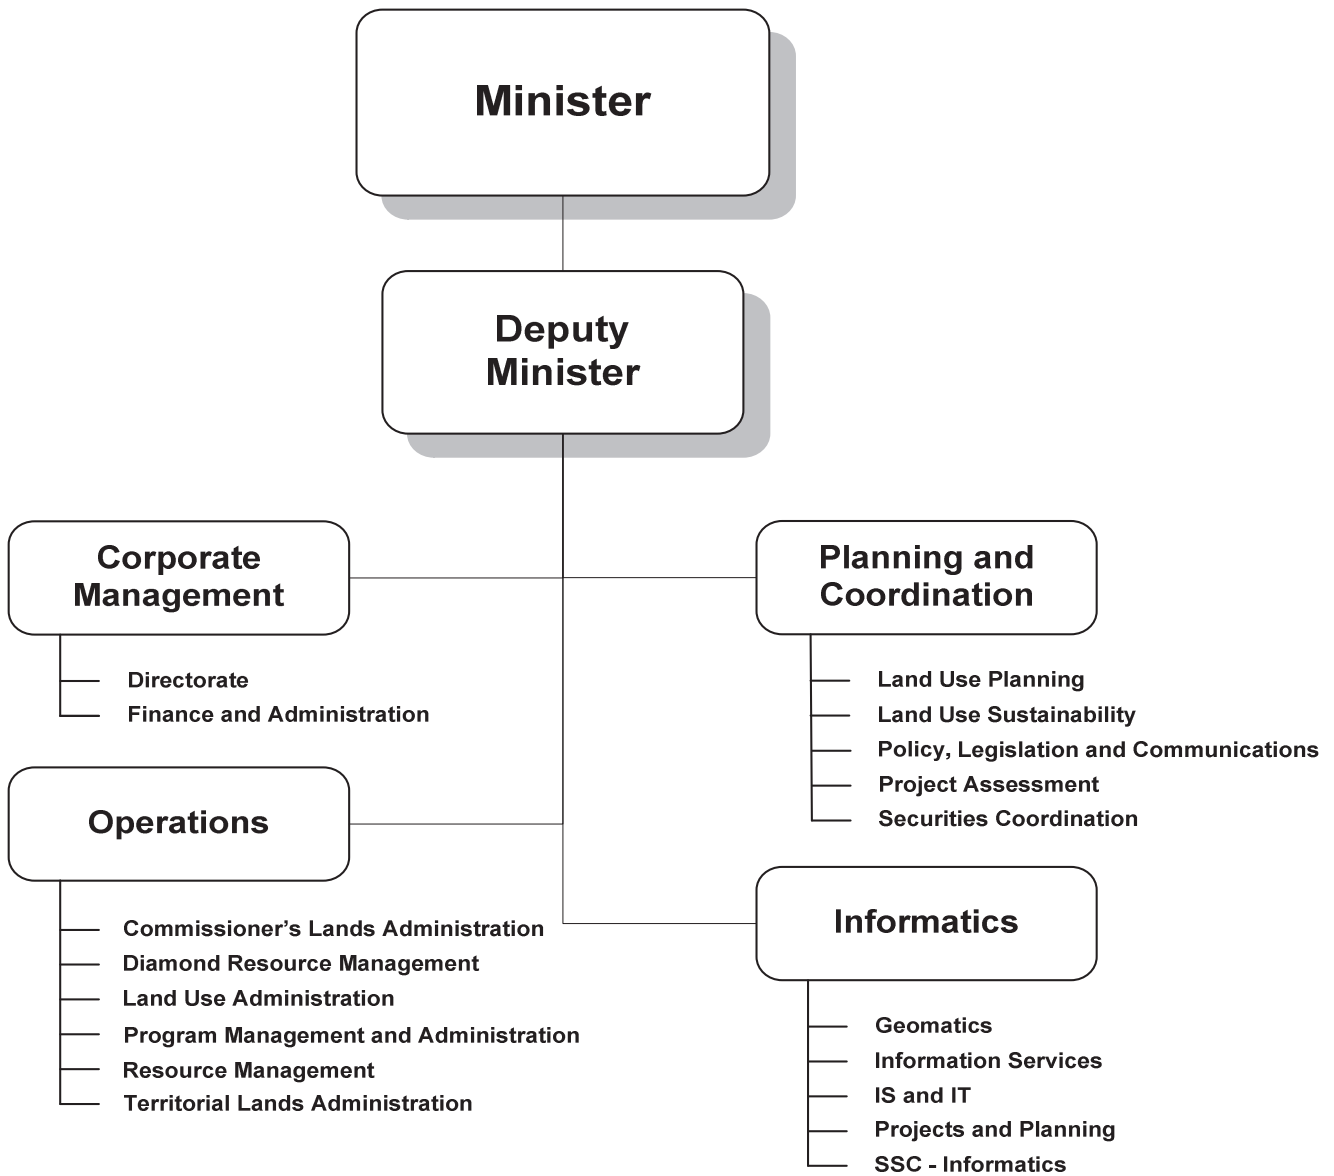 Minister
Deputy
Minister
Corporate
Management
Directorate
Finance and Administration
Planning and
Coordination
Land Use Planning
Land Use Sustainability
Policy, Legislation and Communications
Project Assessment
Securities Coordination
Operations
Commissioner’s Lands Administration
Diamond Resource Management
Land Use Administration
Program Management and Administration
Resource Management
Territorial Lands Administration
Informatics
Geomatics
Information Services
IS and IT
Projects and Planning
SSC - Informatics